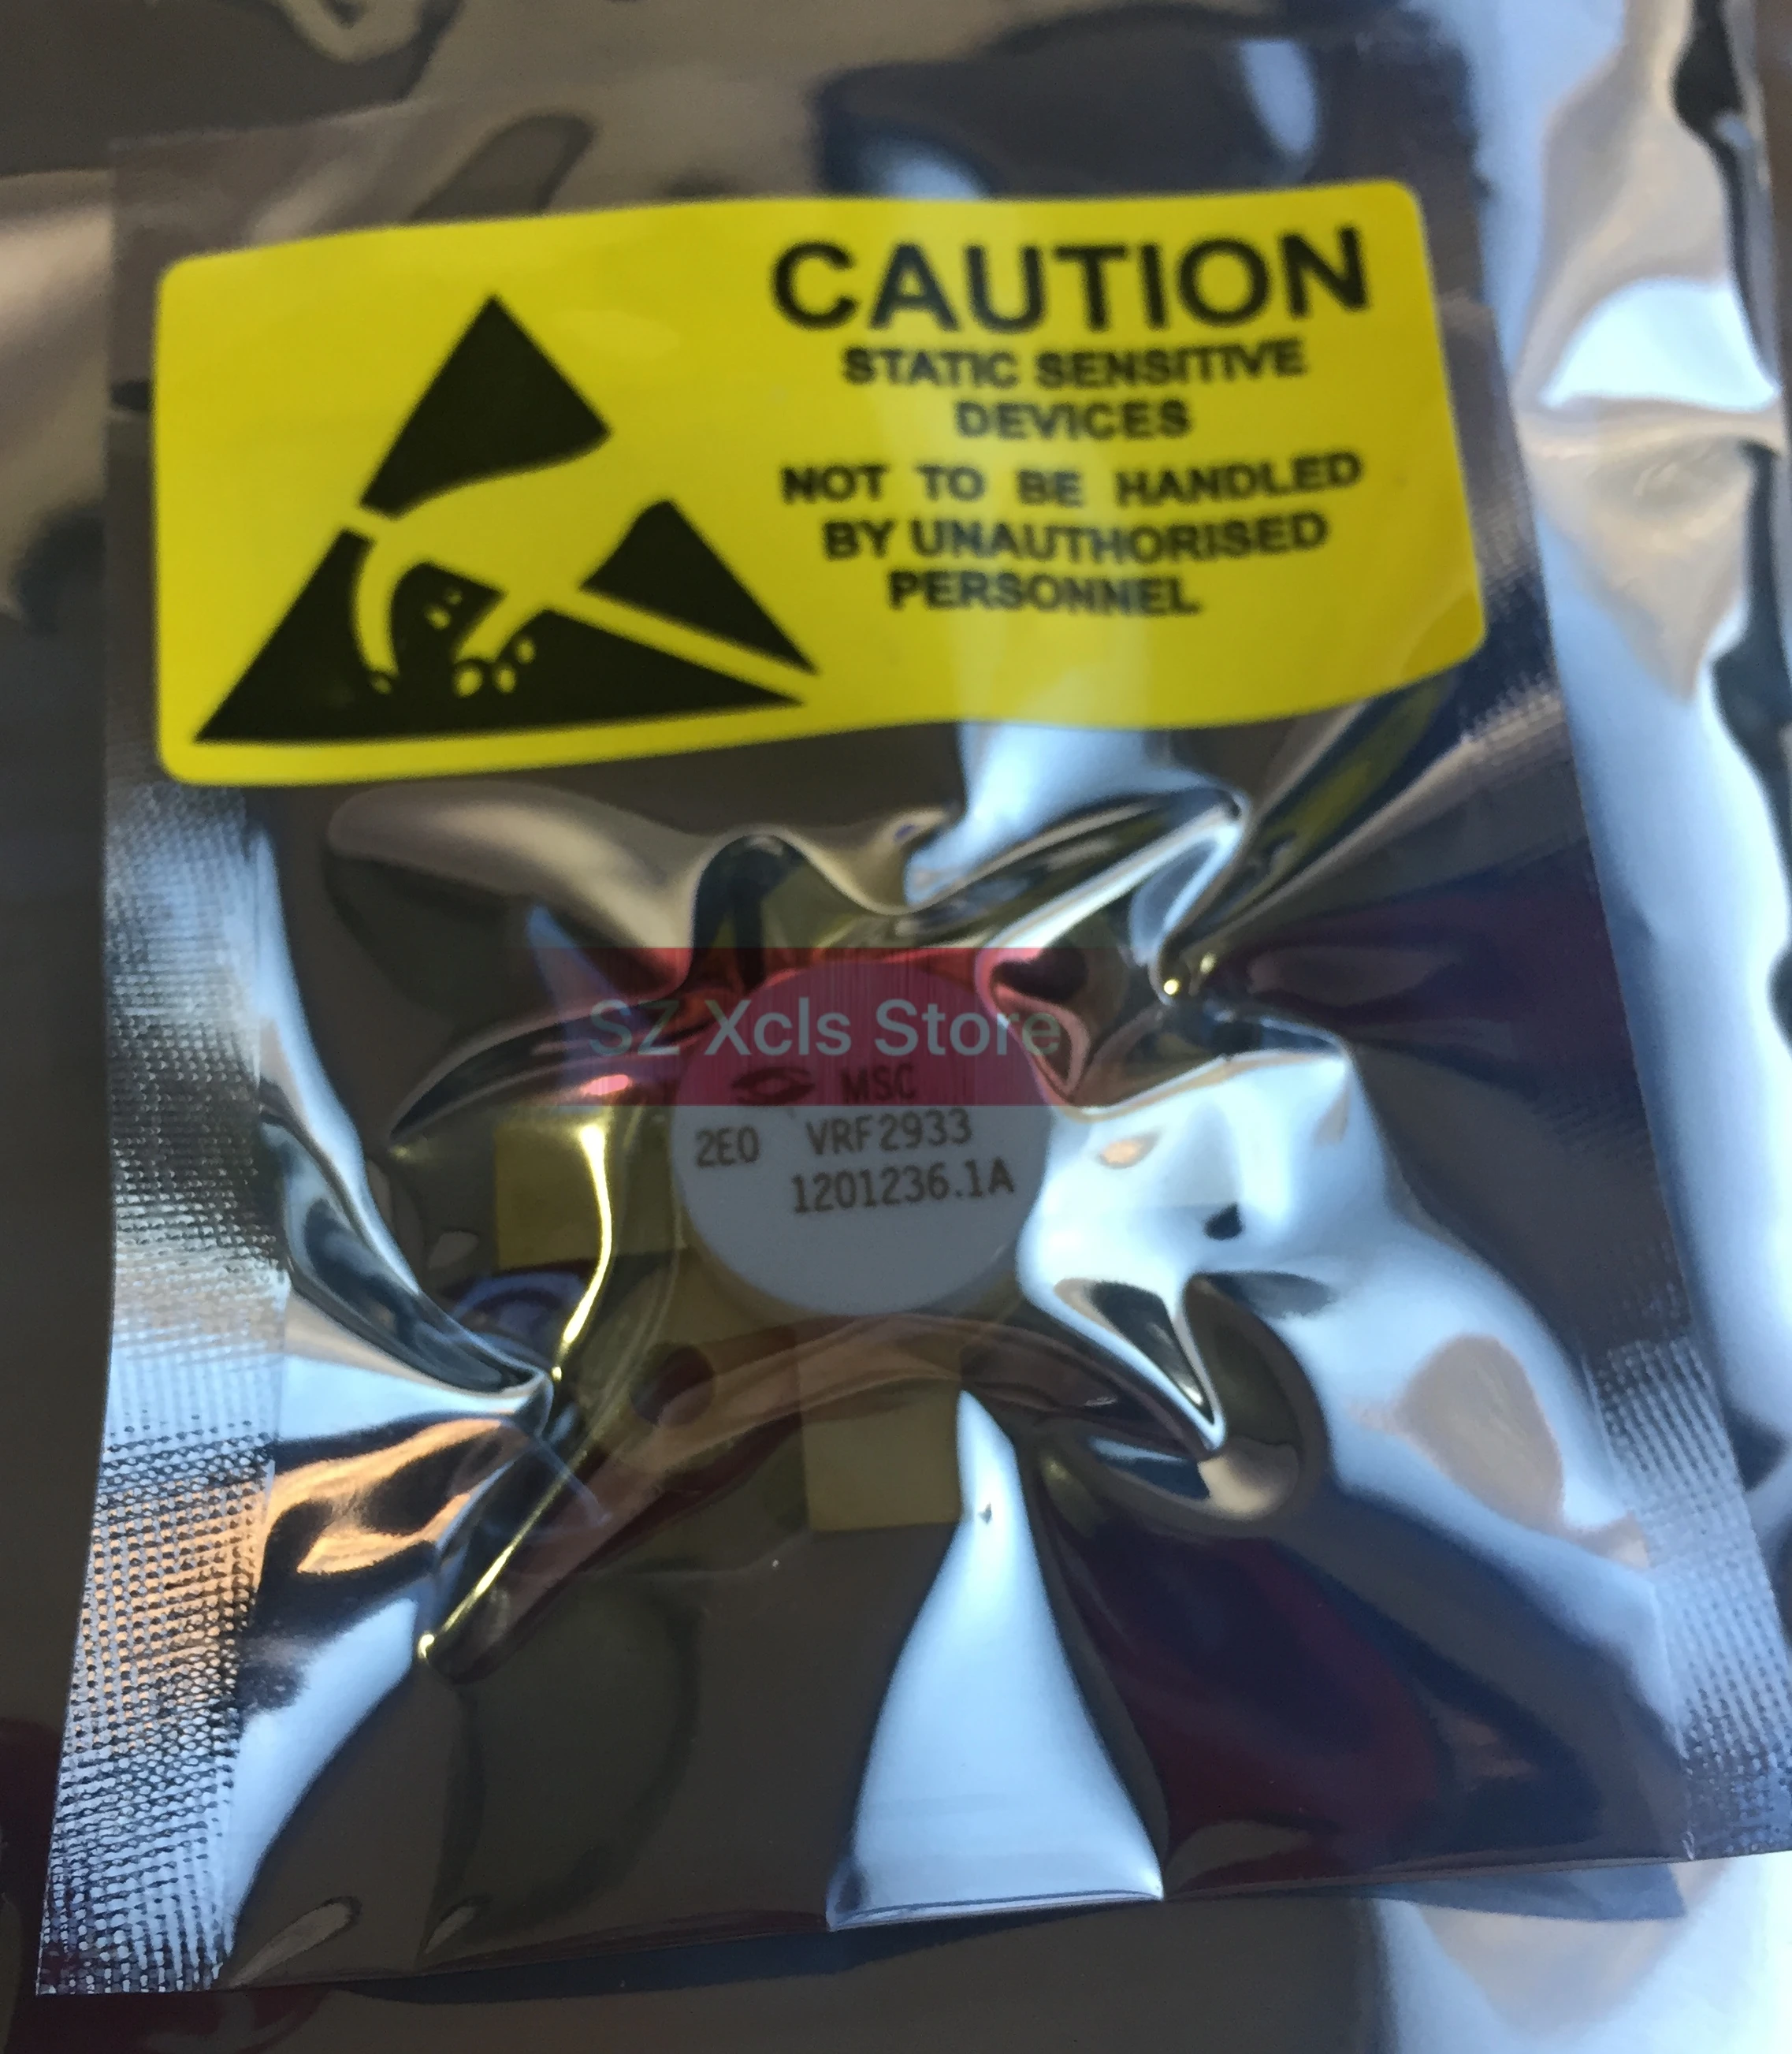 CAUTION
STATIC SENSITIVE
DEVICES
NOT TO BE HANDLED
BY UNAUTHORISED
PERSONNEL
SZ Xcls Store
MSC
2E0 VRF2933
1201236.1A